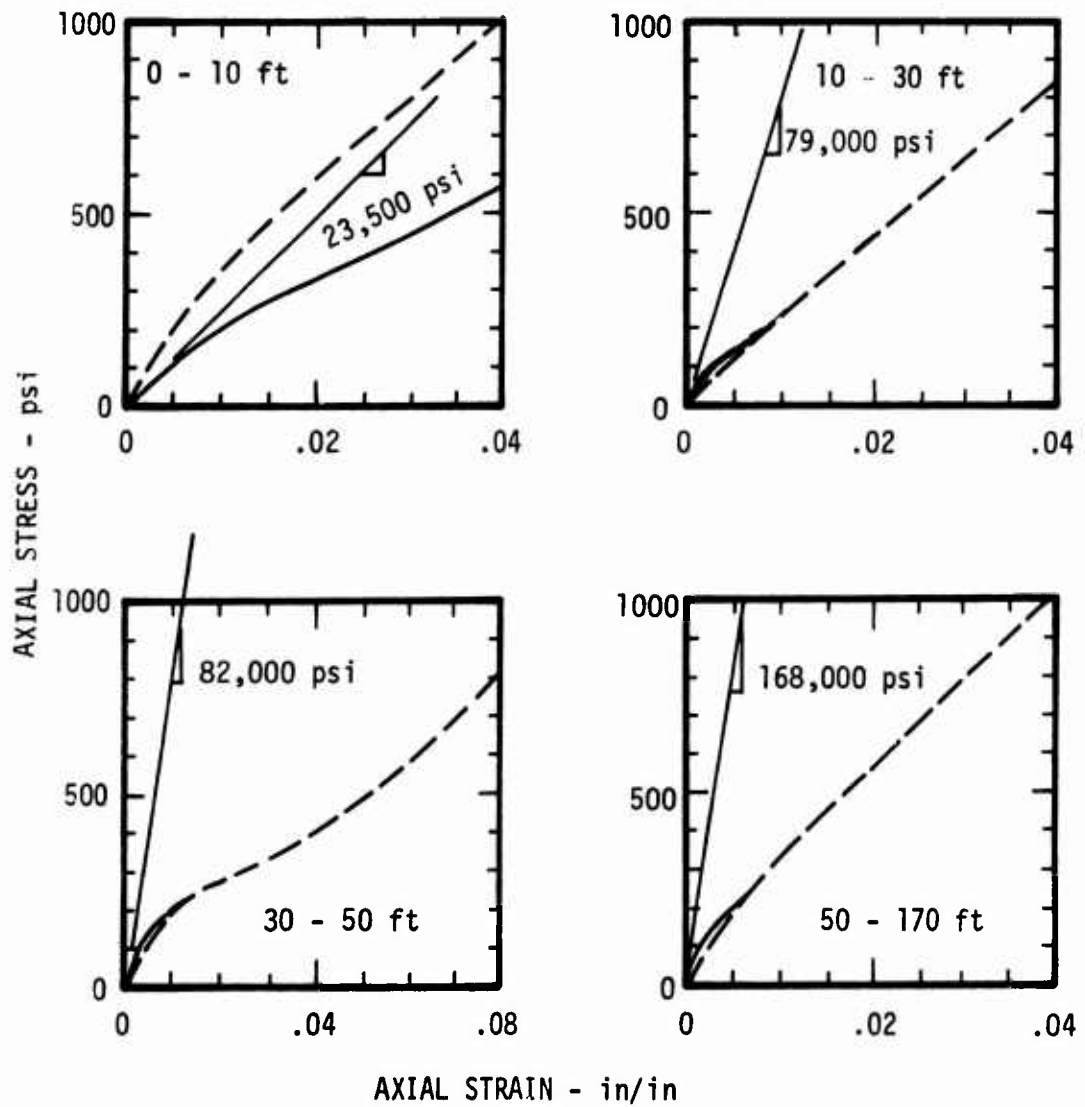 AXIAL STRESS - psi
1000
0 - 10 ft
23,500 psi
500
0
0
.02
.04
1000
10 - 30 ft
79,000 psi
500
0
0
.02
.04
1000
82,000 psi
500
30 - 50 ft
0
0
.04
.08
1000
168,000 psi
500
50 - 170 ft
0
0
.02
.04
AXIAL STRAIN - in/in